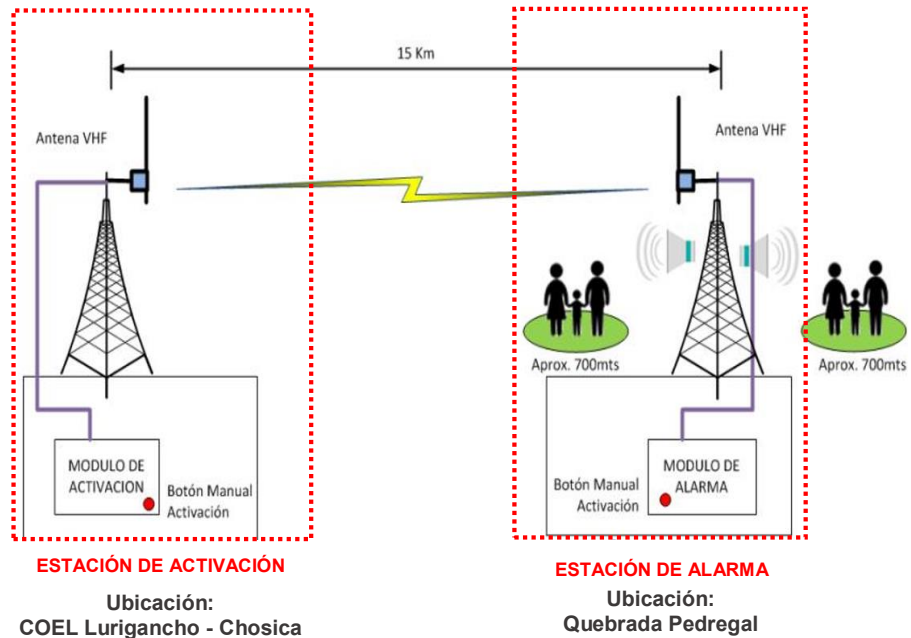 15 Km
Antena VHF
Antena VHF
Aprox. 700mts
Aprox. 700mts
MODULO DE
ACTIVACION
Botón Manual
Activación
Botón Manual
Activación
MODULO DE
ALARMA
ESTACIÓN DE ACTIVACIÓN
Ubicación:
COEL Lurigancho - Chosica
ESTACIÓN DE ALARMA
Ubicación:
Quebrada Pedregal